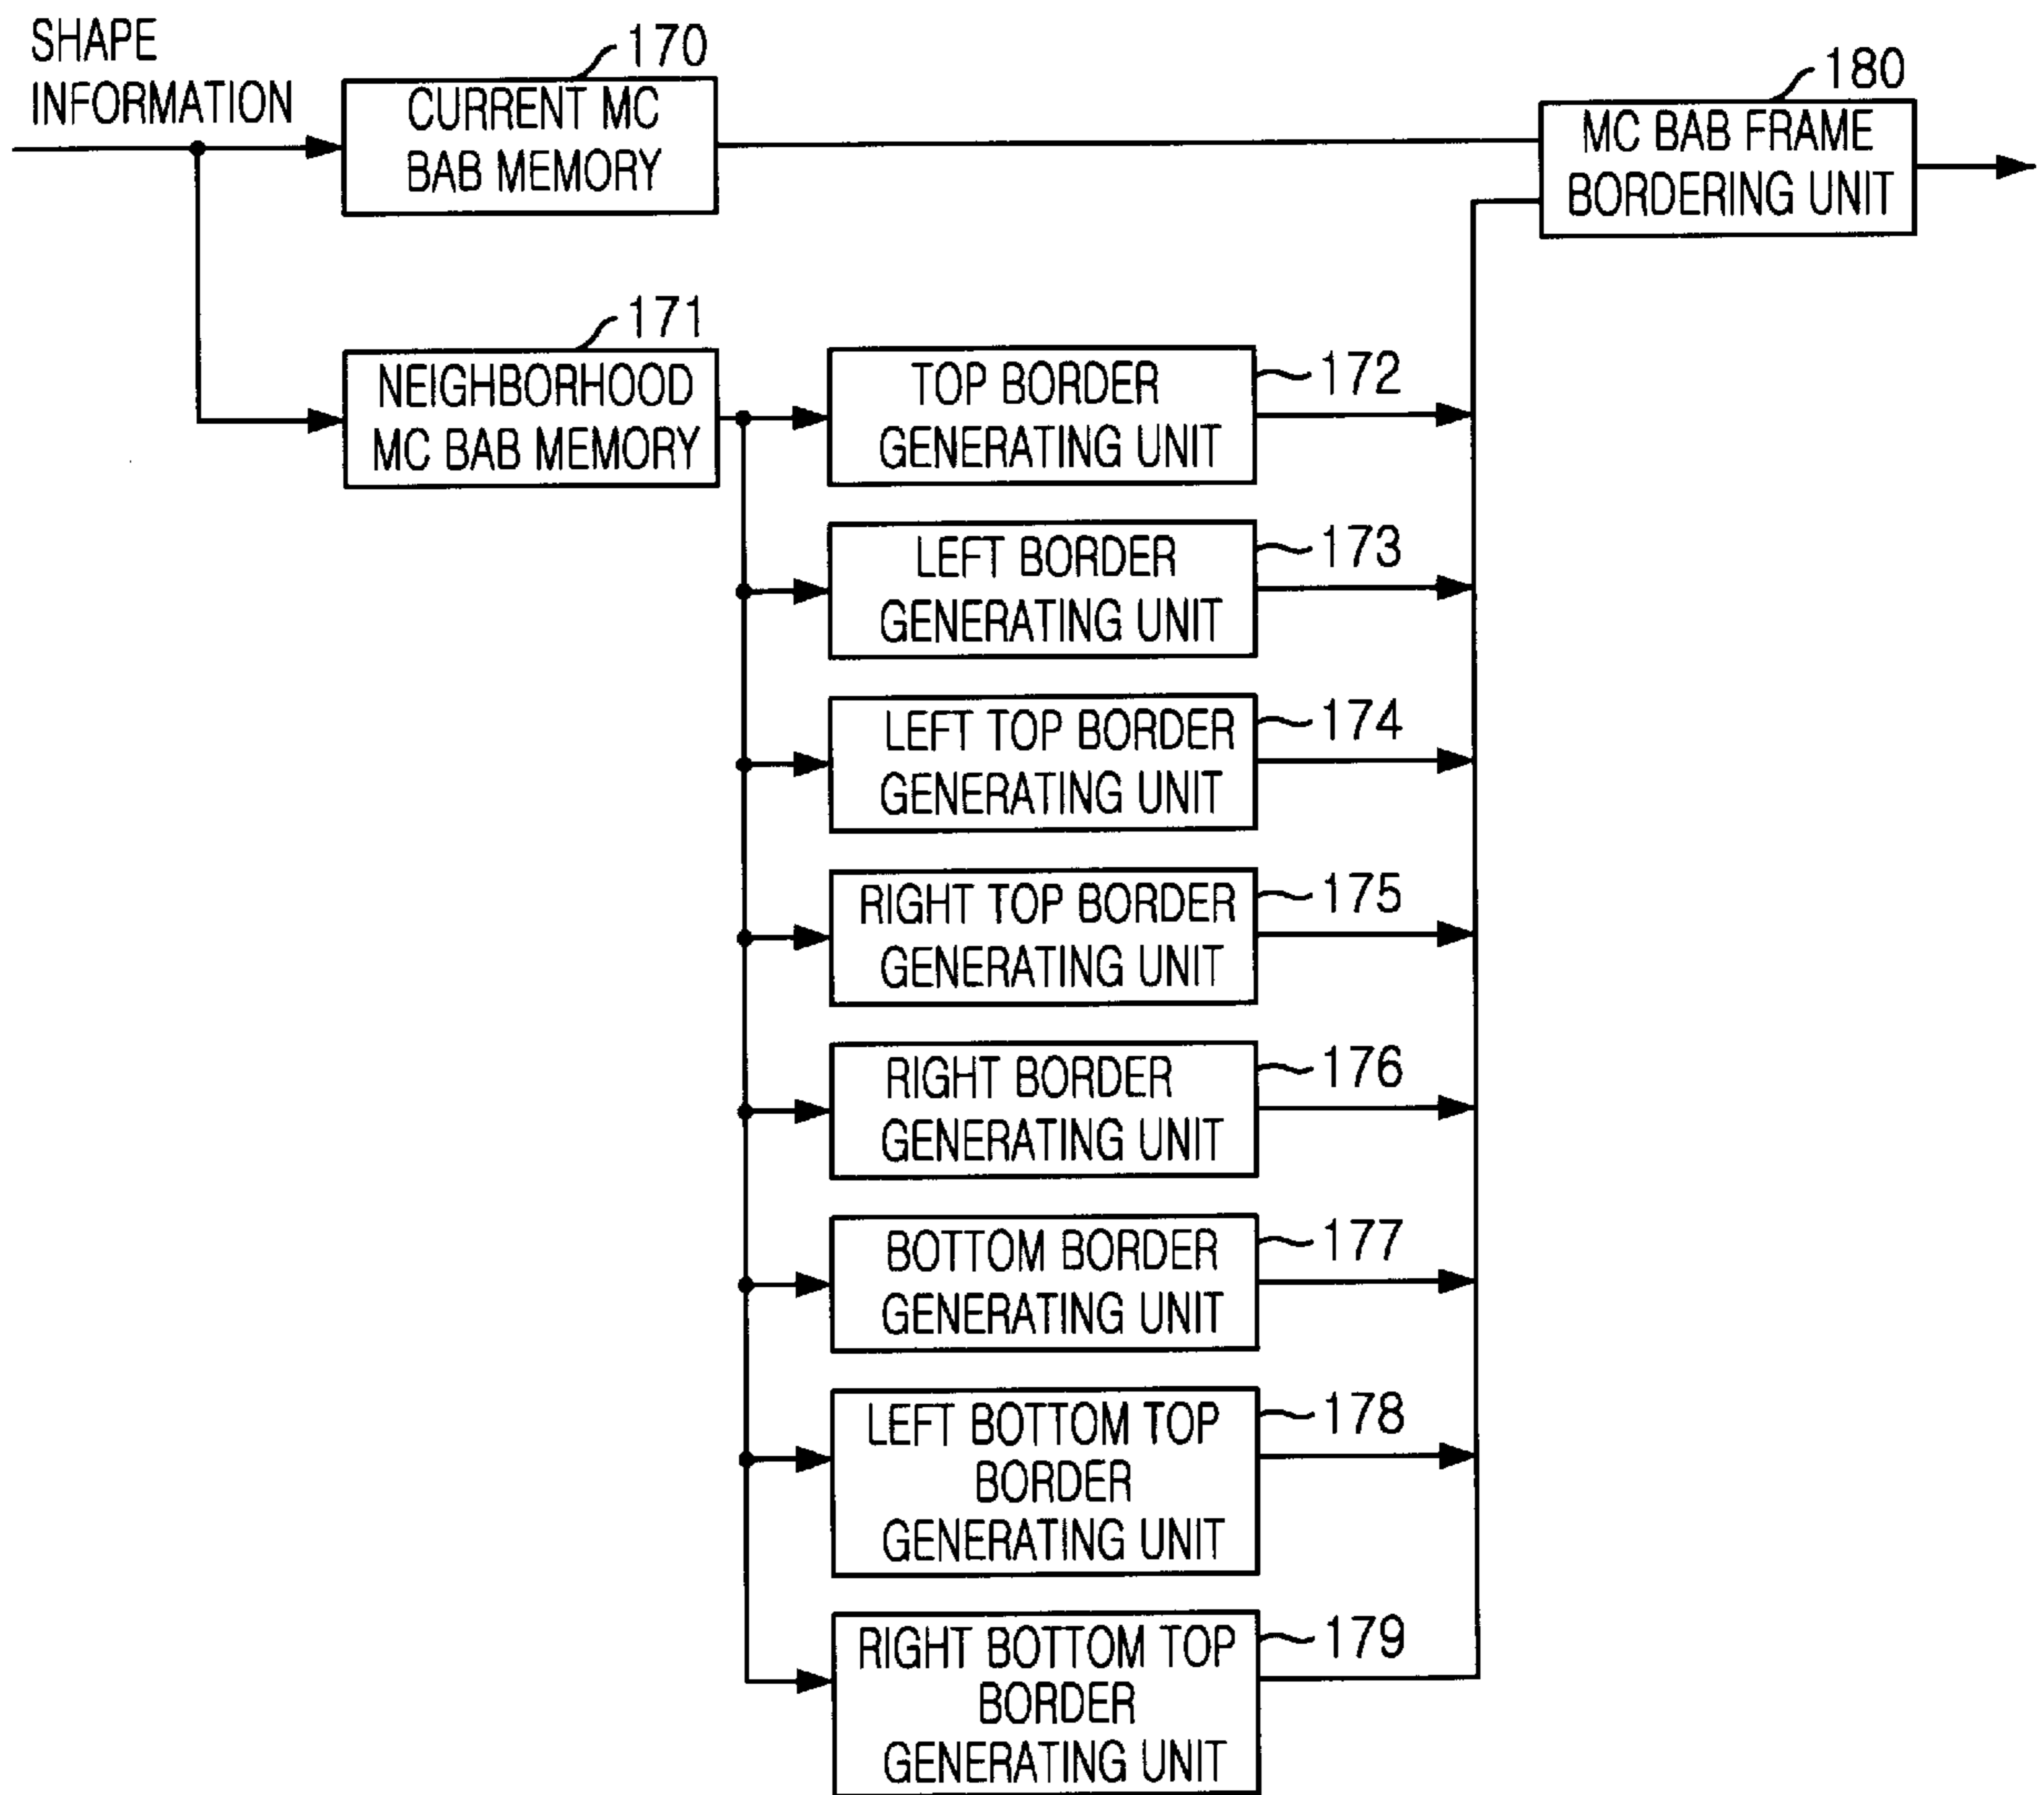 SHAPE
INFORMATION
170
CURRENT MC
BAB MEMORY
180
MC BAB FRAME
BORDERING UNIT
171
NEIGHBORHOOD
MC BAB MEMORY
TOP BORDER
GENERATING UNIT
172
LEFT BORDER
GENERATING UNIT
173
LEFT TOP BORDER
GENERATING UNIT
174
RIGHT TOP BORDER
GENERATING UNIT
175
RIGHT BORDER
GENERATING UNIT
176
BOTTOM BORDER
GENERATING UNIT
177
LEFT BOTTOM TOP
BORDER
GENERATING UNIT
178
RIGHT BOTTOM TOP
BORDER
GENERATING UNIT
179